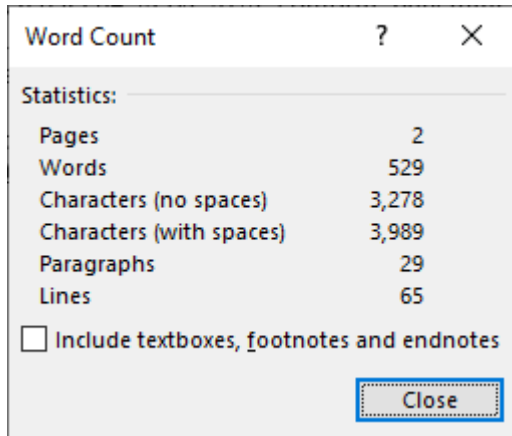 Word Count ? ×
Statistics:
Pages 2
Words 529
Characters (no spaces) 3,278
Characters (with spaces) 3,989
Paragraphs 29
Lines 65
Include textboxes, footnotes and endnotes
Close